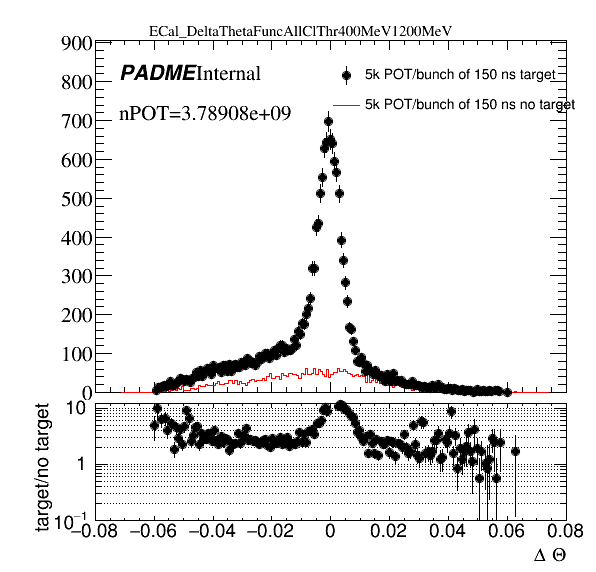 ECal_DeltaThetaFuncAllClThr400MeV1200MeV
900
PADME Internal
5k POT/bunch of 150 ns target
800
5k POT/bunch of 150 ns no target
nPOT=3.78908e+09
700
600
500
400
300
200
100
0
target/no target
10
1
10−1
−0.08 −0.06 −0.04 −0.02 0 0.02 0.04 0.06 0.08
Δ Θ